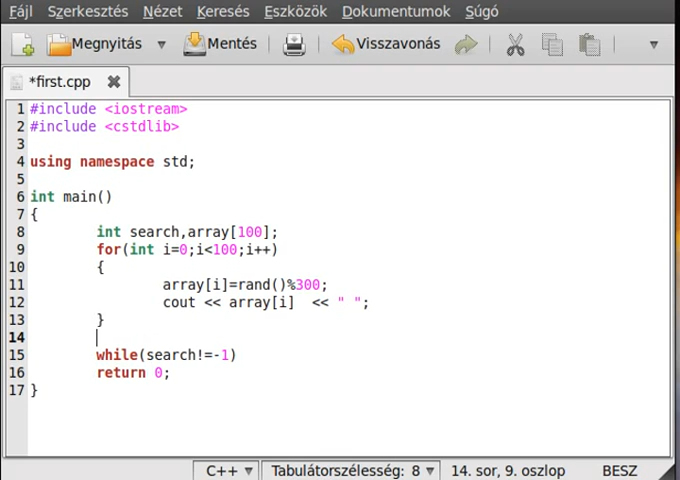 Fájl Szerkesztés Nézet Keresés Eszközök Dokumentumok Súgó
Megnyitás Mentés Visszavonás
*first.cpp
1 #include <iostream>
2 #include <cstdlib>
3
4 using namespace std;
5
6 int main()
7 {
8 int search,array[100];
9 for(int i=0;i<100;i++)
10 {
11 array[i]=rand()%300;
12 cout << array[i]  << " ";
13 }
14
15 while(search!=-1)
16 return 0;
17 }
C++ Tabulátorszélesség: 8 14. sor, 9. oszlop BESZ